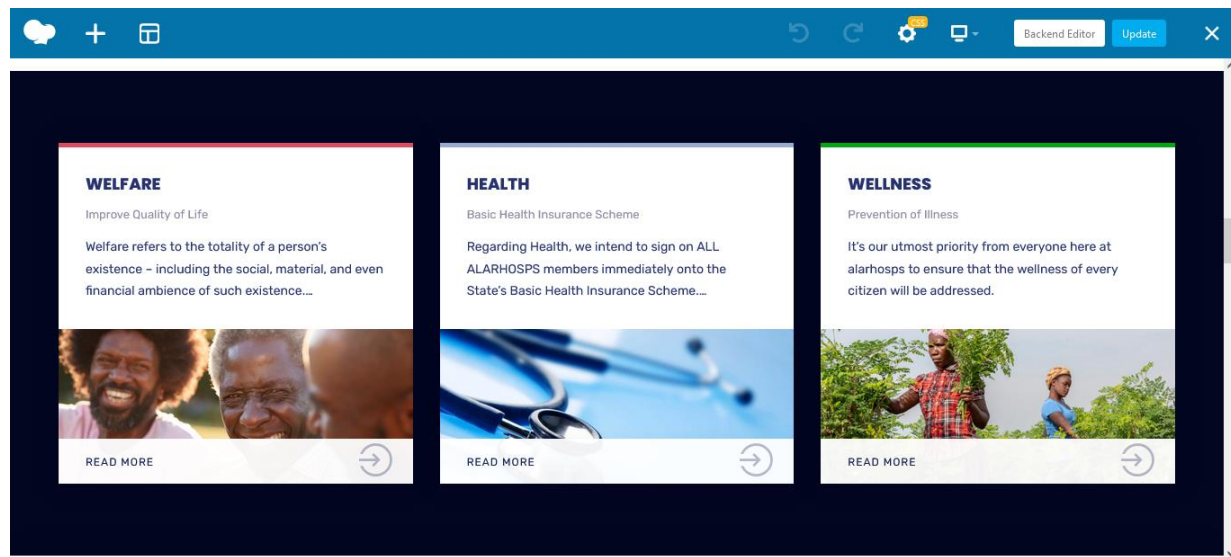 CSS
Backend Editor
Update
WELFARE
Improve Quality of Life
Welfare refers to the totality of a person's
existence – including the social, material, and even
financial ambience of such existence....
READ MORE
HEALTH
Basic Health Insurance Scheme
Regarding Health, we intend to sign on ALL
ALARHOSPS members immediately onto the
State's Basic Health Insurance Scheme....
READ MORE
WELLNESS
Prevention of Illness
It's our utmost priority from everyone here at
alarhosps to ensure that the wellness of every
citizen will be addressed.
READ MORE